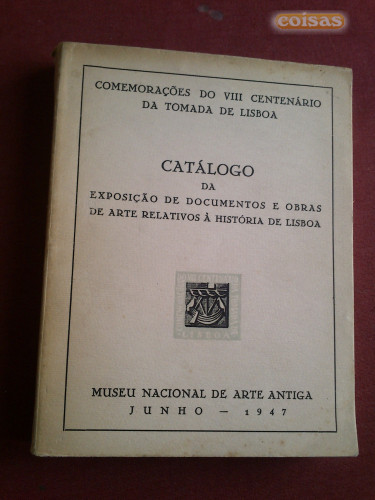 coisas
COMEMORAÇÕES DO VIII CENTENÁRIO
DA TOMADA DE LISBOA
CATÁLOGO
DA
EXPOSIÇÃO DE DOCUMENTOS E OBRAS
DE ARTE RELATIVOS À HISTÓRIA DE LISBOA
LISBOA
MUSEU NACIONAL DE ARTE ANTIGA
JUNHO — 1947